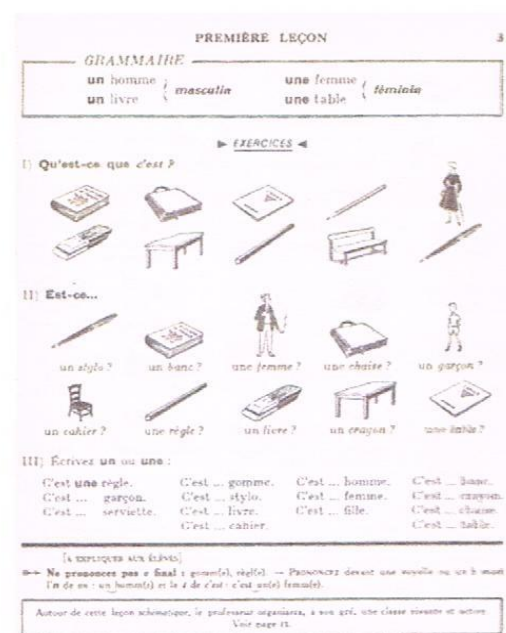 PREMIÈRE LEÇON 3
GRAMMAIRE
un homme
un livre
masculin
une femme
une table
féminin
EXERCICES
I) Qu'est-ce que c'est ?
II) Est-ce...
un stylo ? un banc ? une femme ? une chaise ? un garçon ?
un cahier ? une règle ? un livre ? un crayon ? une table ?
III) Écrivez un ou une :
C'est une règle. C'est ... gomme. C'est ... homme. C'est ... banc.
C'est ... garçon. C'est ... stylo. C'est ... femme. C'est ... crayon.
C'est ... serviette. C'est ... livre. C'est ... fille. C'est ... chaise.
C'est ... cahier. C'est ... table.
[A EXPLIQUER AUX ÉLÈVES]
Ne prononcez pas e final : gomm(e), règl(e). — PRONONCEZ devant une voyelle ou un h muet
l'n de un : un homm(e) et le t de c'est : c'est un(e) femm(e).
Autour de cette leçon schématique, le professeur organisera, à son gré, une classe vivante et active.
Voir page 11.